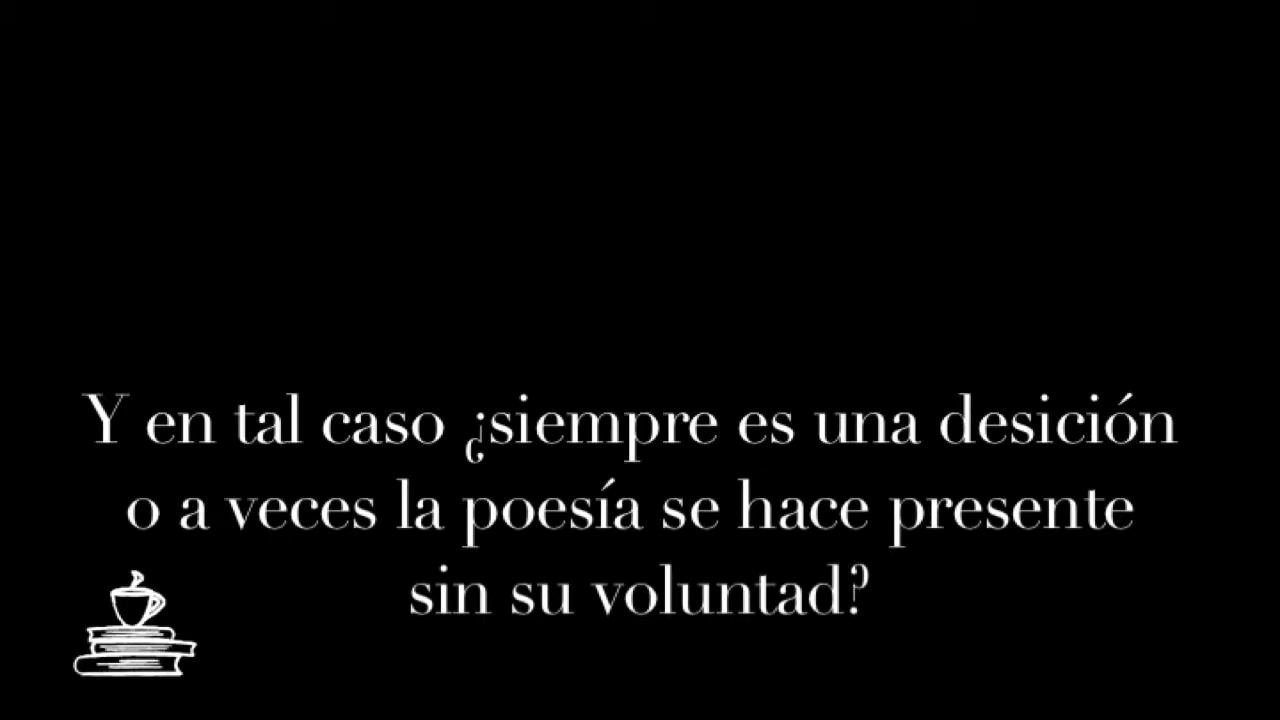 Y en tal caso ¿siempre es una desición
o a veces la poesía se hace presente
sin su voluntad?